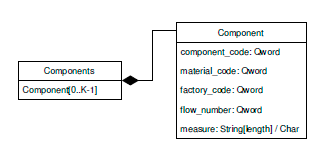 Components
Component[0..K-1]
Component
component_code: Qword
material_code: Qword
factory_code: Qword
flow_number: Qword
measure: String[length] / Char